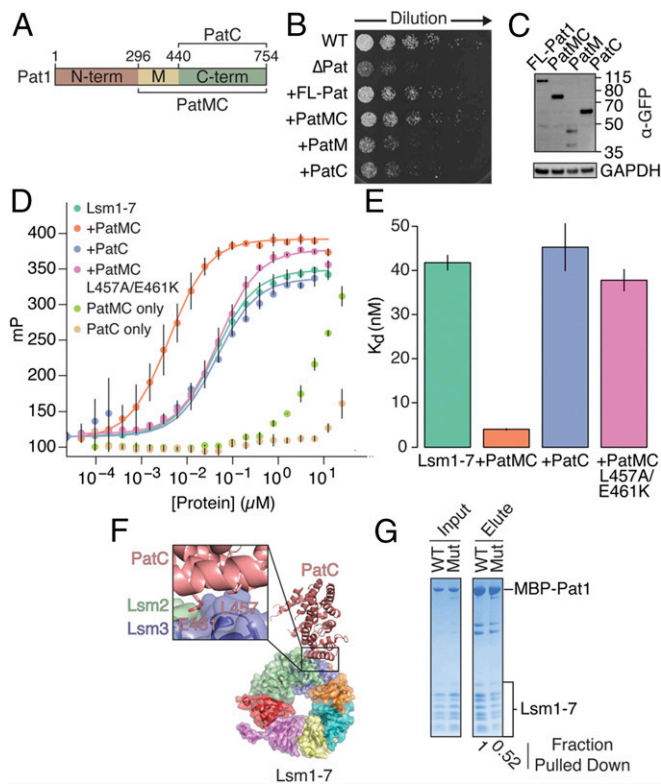 A
PatC
1 296 440 754
Pat1 N-term M C-term
PatMC
B
Dilution
WT
ΔPat
+FL-Pat
+PatMC
+PatM
+PatC
C
FL-Pat1
PatMC
PatM
PatC
115
80
70
60
50
35
α-GFP
GAPDH
D
Lsm1-7
+PatMC
+PatC
+PatMC
L457A/E461K
PatMC only
PatC only
400
350
300
250
200
150
100
mP
10⁻⁴ 10⁻³ 10⁻² 10⁻¹ 10⁰ 10¹
[Protein] (µM)
E
50
40
30
20
10
0
Kd (nM)
Lsm1-7 +PatMC +PatC +PatMC
L457A/
E461K
F
PatC
Lsm2
Lsm3
L457
E461
PatC
Lsm1-7
G
Input Elute
WT Mut WT Mut
MBP-Pat1
Lsm1-7
1 0.52 Fraction
Pulled Down